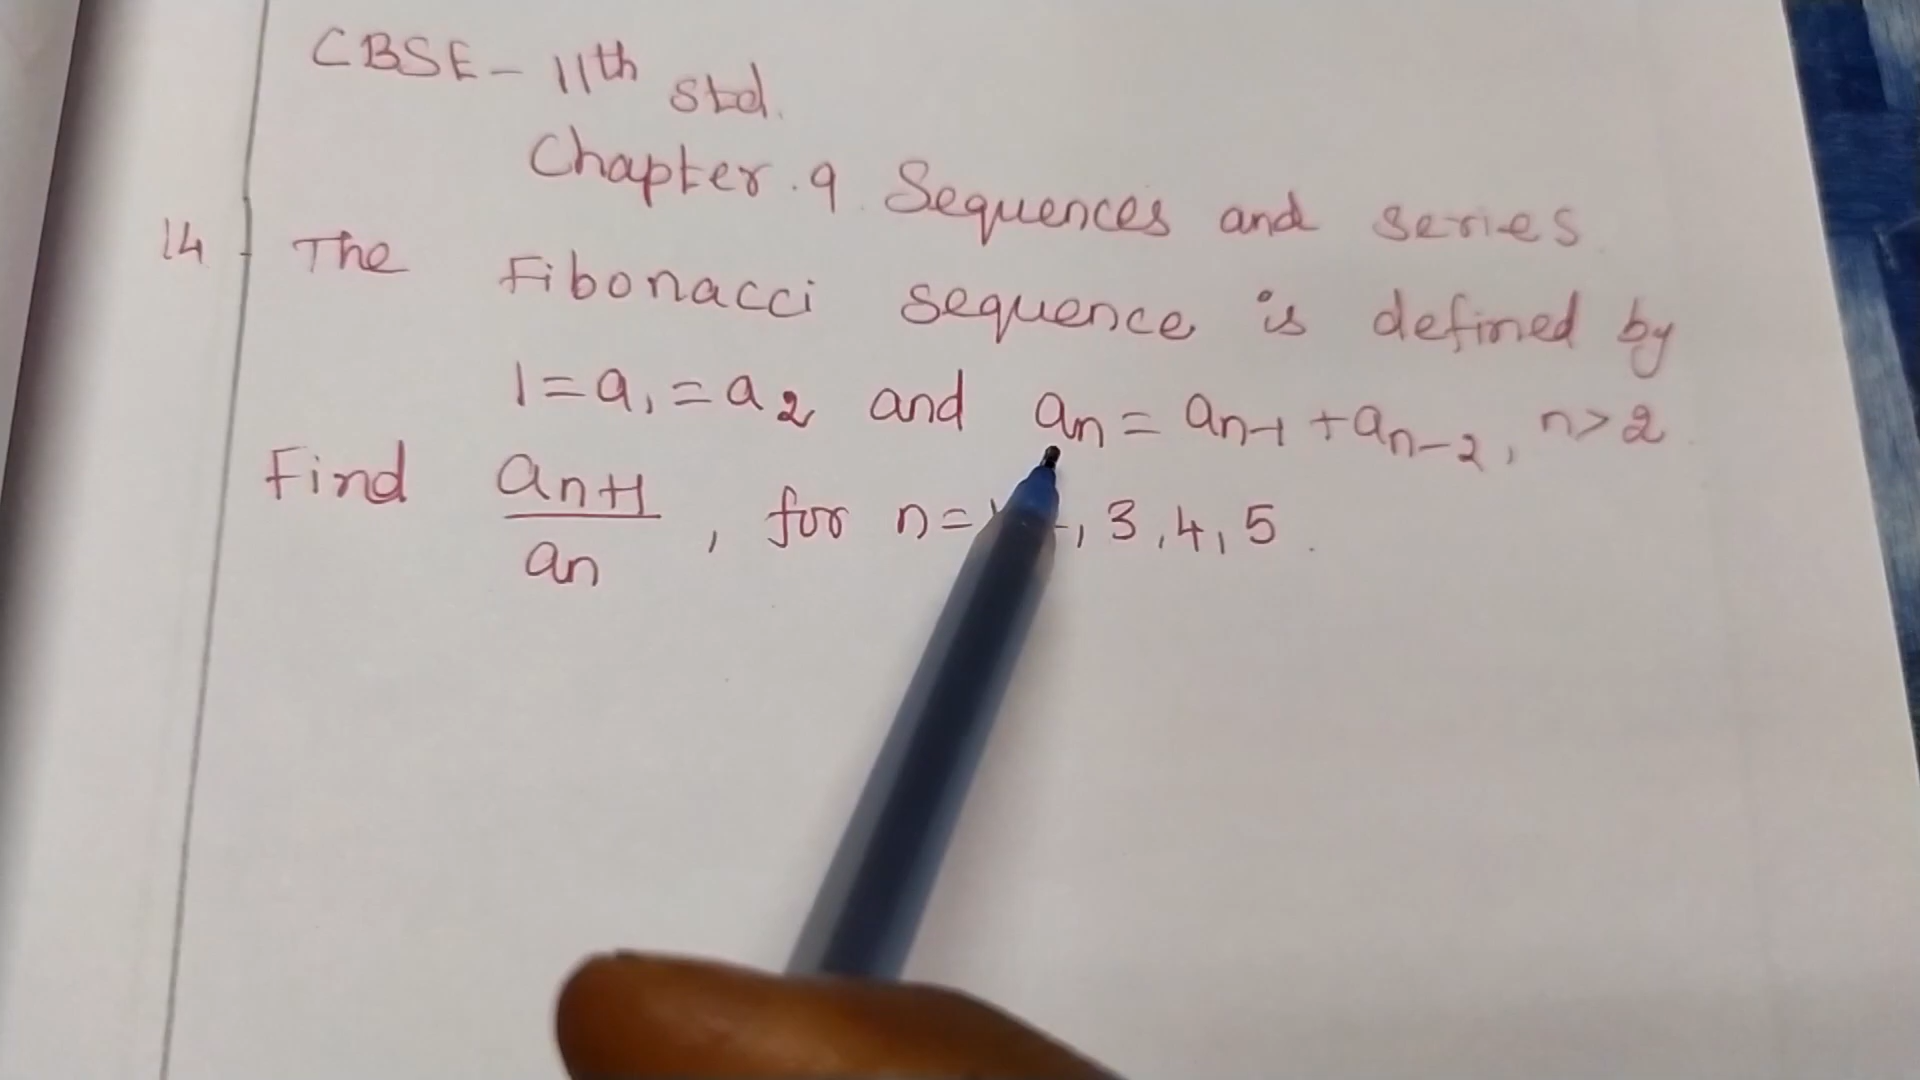 CBSE - 11th std.
Chapter . 9 Sequences and series
14 The Fibonacci sequence is defined by
1 = a₁ = a₂ and aₙ = aₙ₋₁ + aₙ₋₂, n > 2
Find aₙ₊₁ / aₙ , for n = , 3, 4, 5.